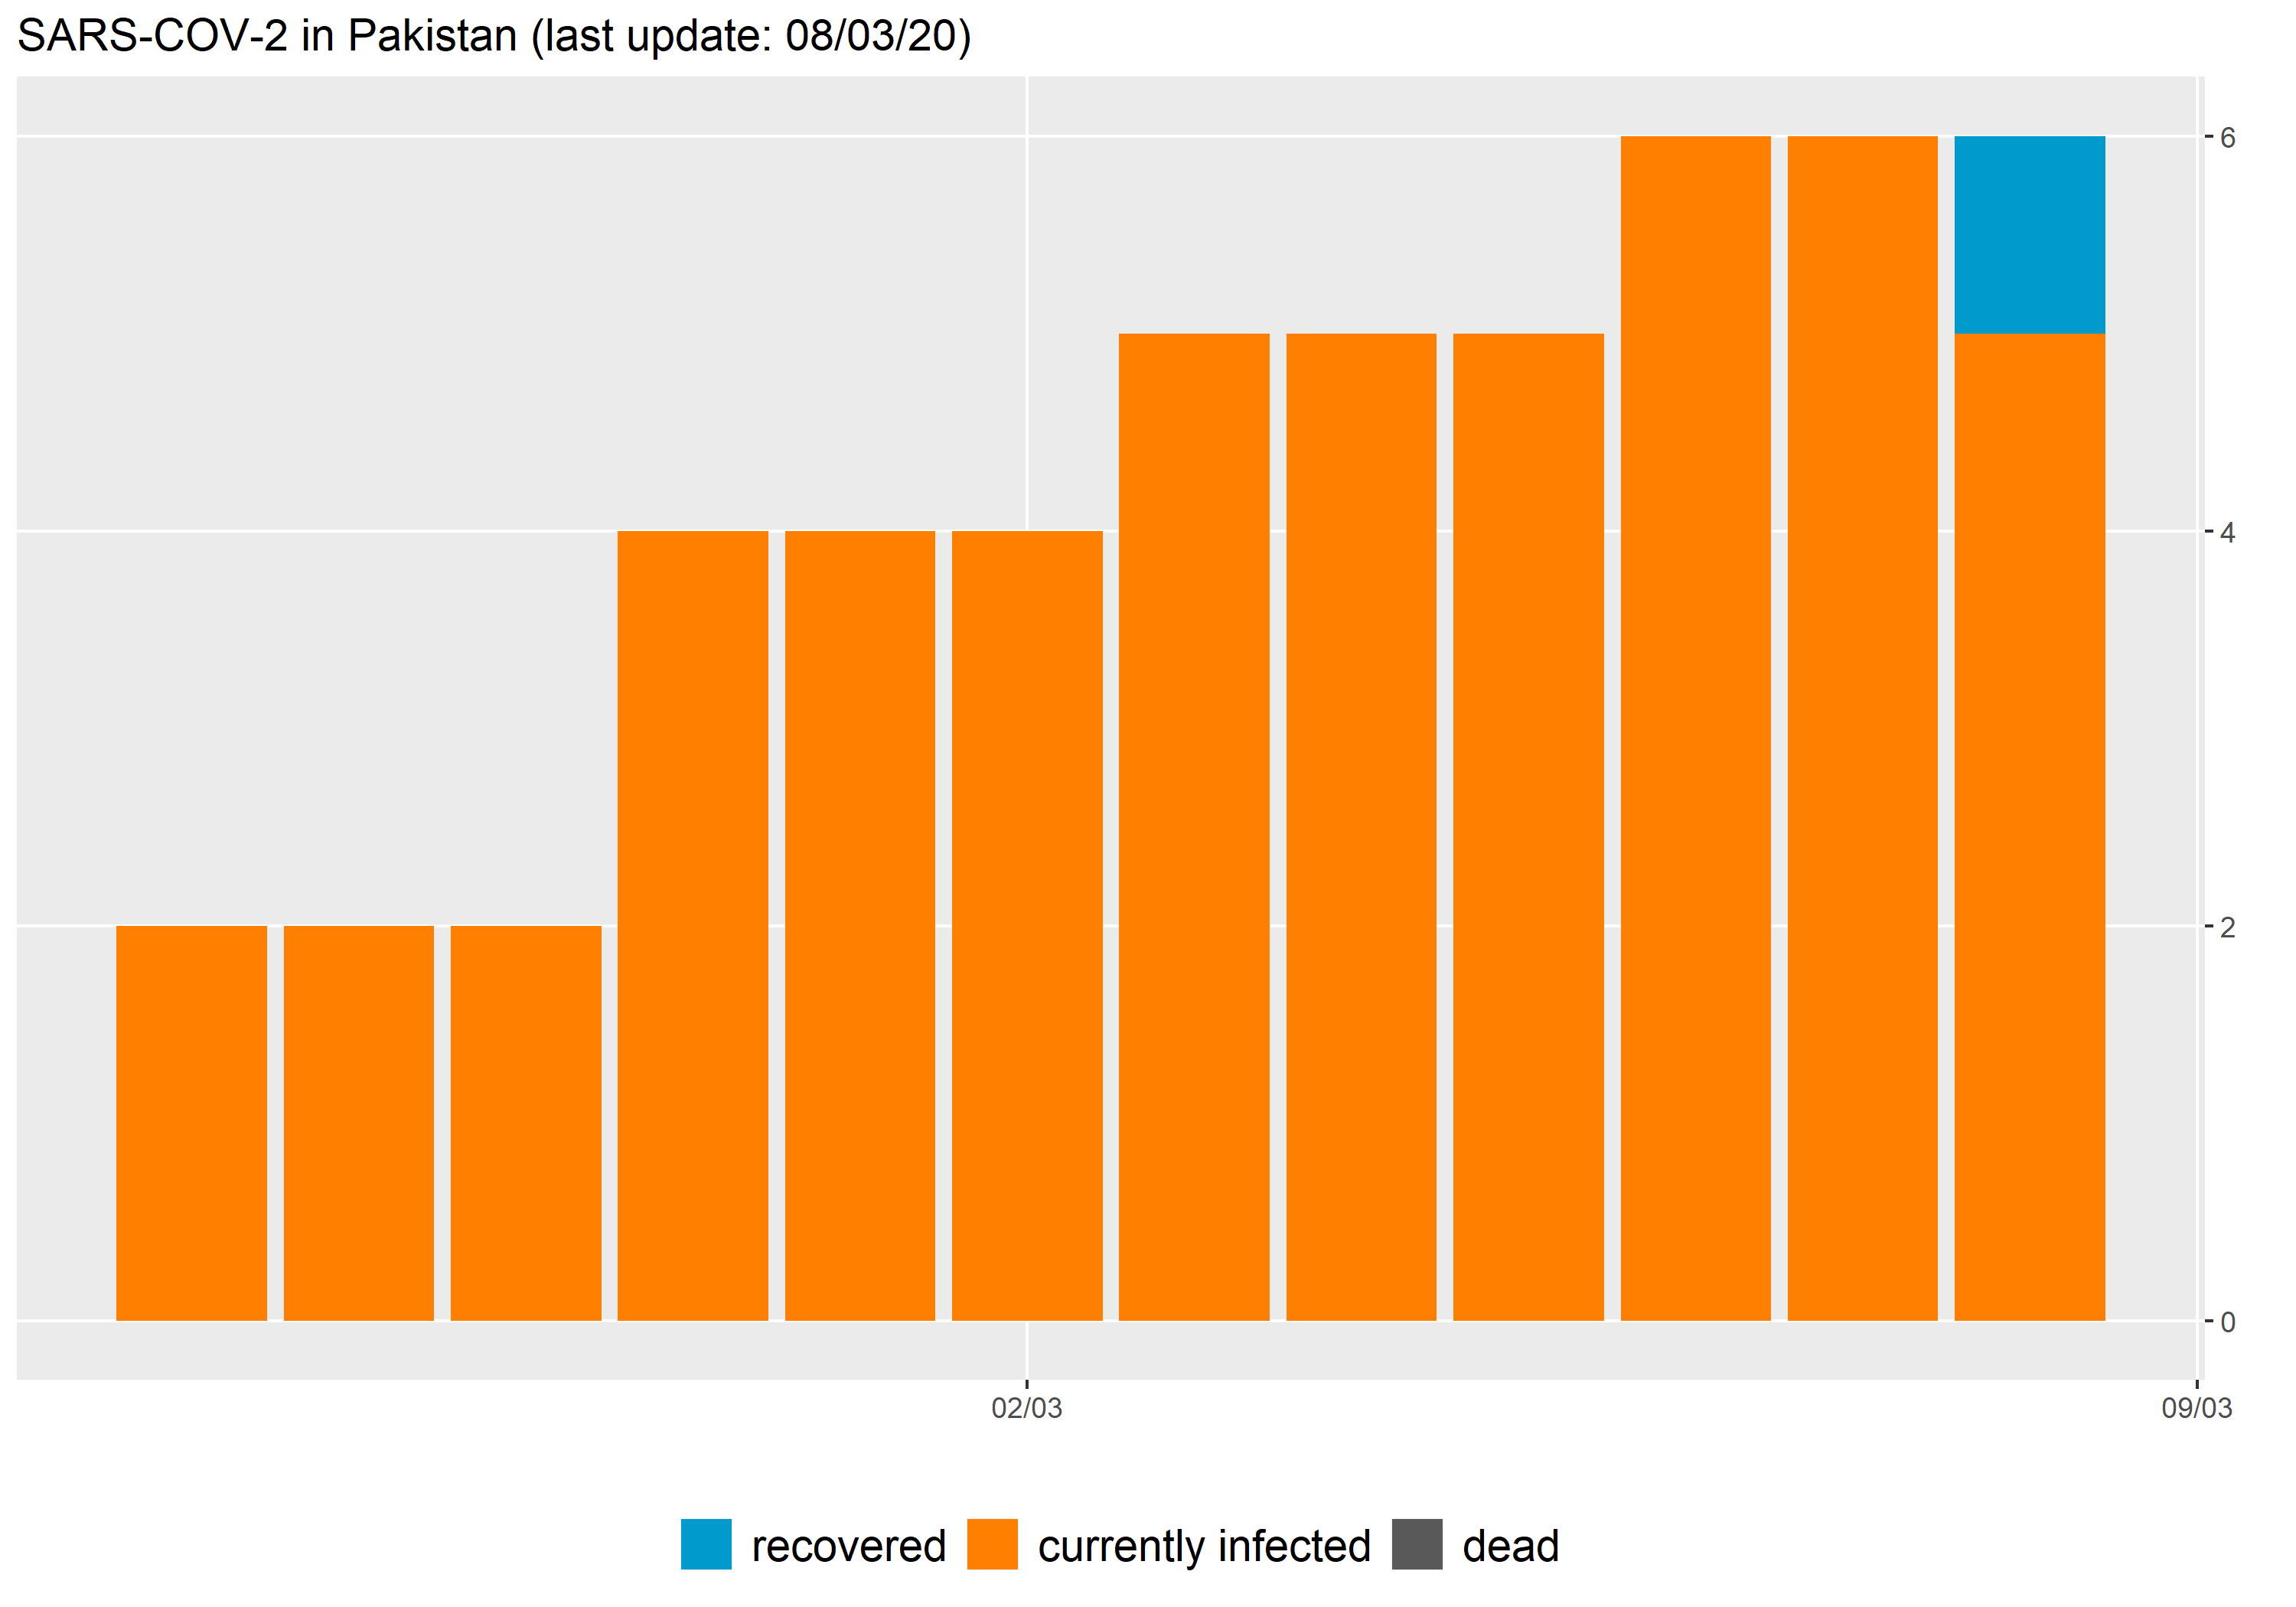 SARS-COV-2 in Pakistan (last update: 08/03/20)
6
4
2
0
02/03 09/03
recovered currently infected dead